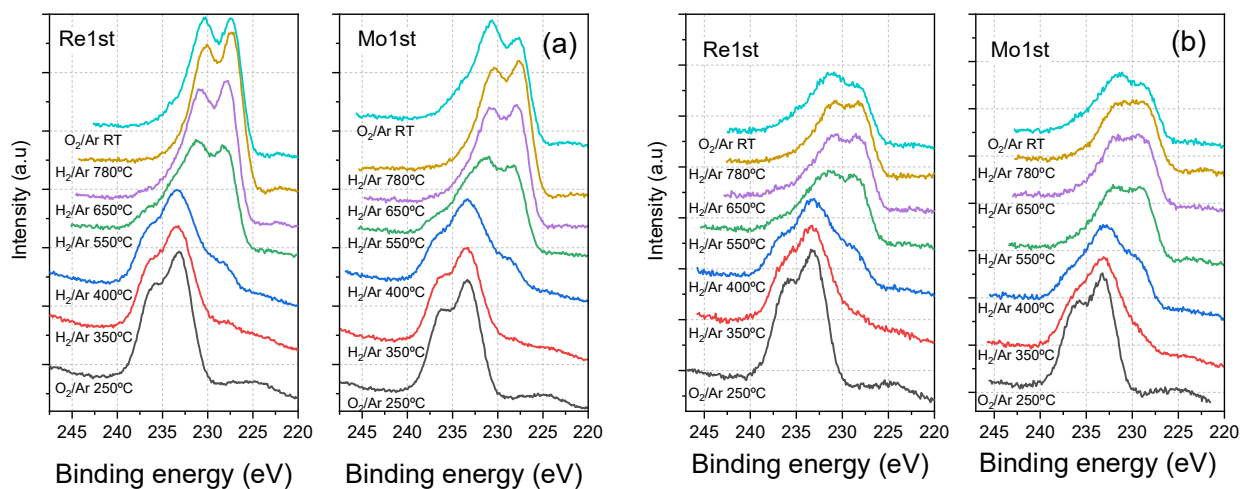 Re1st
Mo1st
(a)
Re1st
Mo1st
(b)
Intensity (a.u)
O₂/Ar RT
H₂/Ar 780ºC
H₂/Ar 650ºC
H₂/Ar 550ºC
H₂/Ar 400ºC
H₂/Ar 350ºC
O₂/Ar 250ºC
245 240 235 230 225 220
Binding energy (eV)
O₂/Ar RT
H₂/Ar 780ºC
H₂/Ar 650ºC
H₂/Ar 550ºC
H₂/Ar 400ºC
H₂/Ar 350ºC
O₂/Ar 250ºC
245 240 235 230 225 220
Binding energy (eV)
Intensity (a.u)
O₂/Ar RT
H₂/Ar 780ºC
H₂/Ar 650ºC
H₂/Ar 550ºC
H₂/Ar 400ºC
H₂/Ar 350ºC
O₂/Ar 250ºC
245 240 235 230 225 220
Binding energy (eV)
O₂/Ar RT
H₂/Ar 780ºC
H₂/Ar 650ºC
H₂/Ar 550ºC
H₂/Ar 400ºC
H₂/Ar 350ºC
O₂/Ar 250ºC
245 240 235 230 225 220
Binding energy (eV)